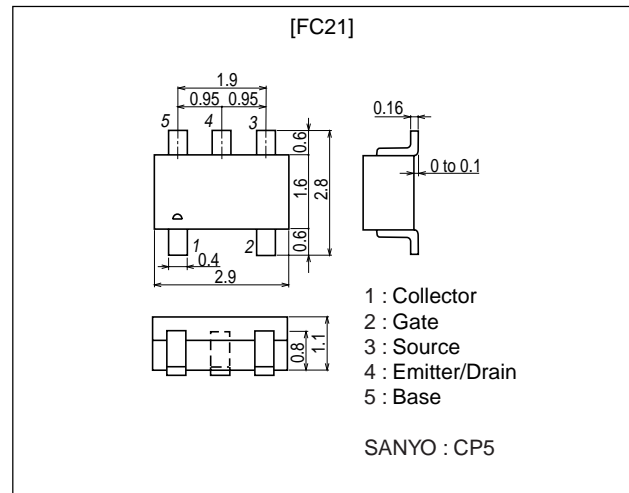 [FC21]
1.9
0.95 0.95
5 4 3
0.6
1.6
2.8
0.6
1 2
0.4
2.9
0.16
0 to 0.1
0.8
1.1
1 : Collector
2 : Gate
3 : Source
4 : Emitter/Drain
5 : Base
SANYO : CP5